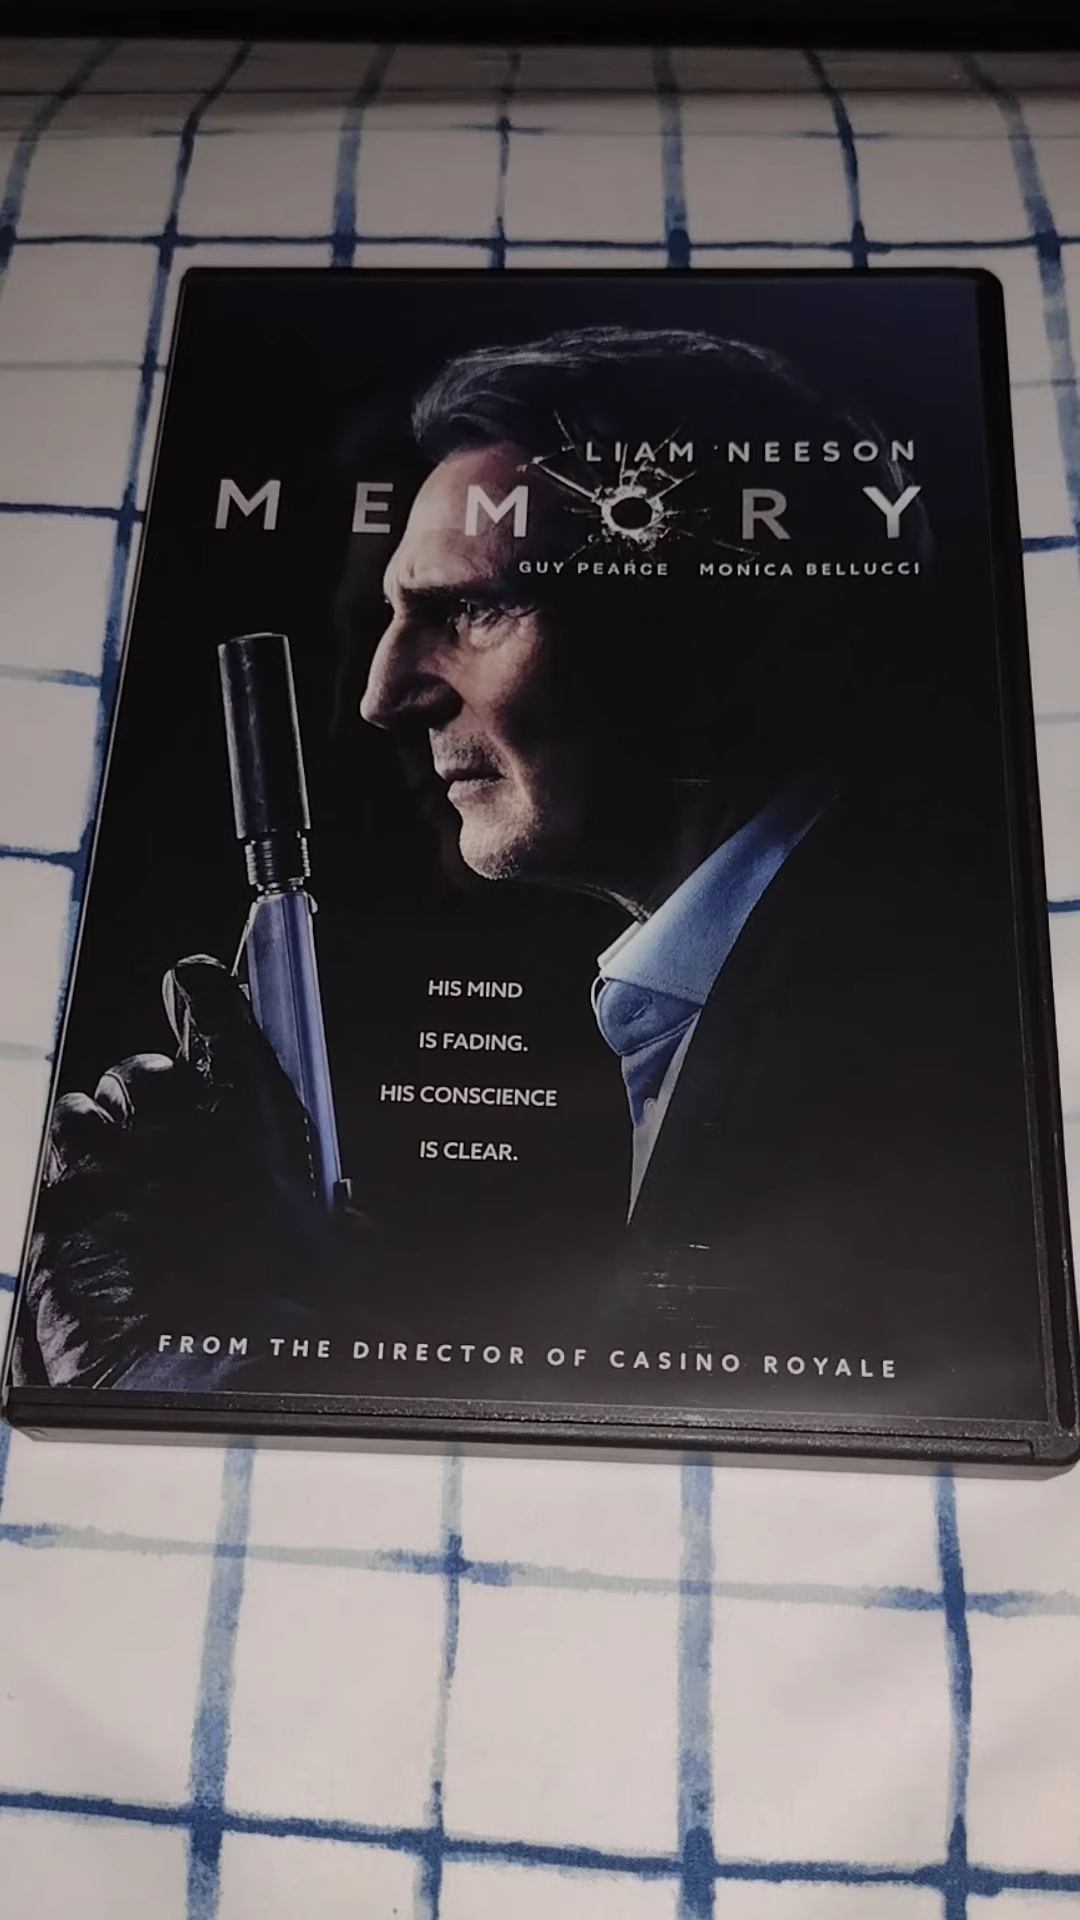 LIAM NEESON
MEMORY
GUY PEARCE MONICA BELLUCCI
HIS MIND
IS FADING.
HIS CONSCIENCE
IS CLEAR.
FROM THE DIRECTOR OF CASINO ROYALE